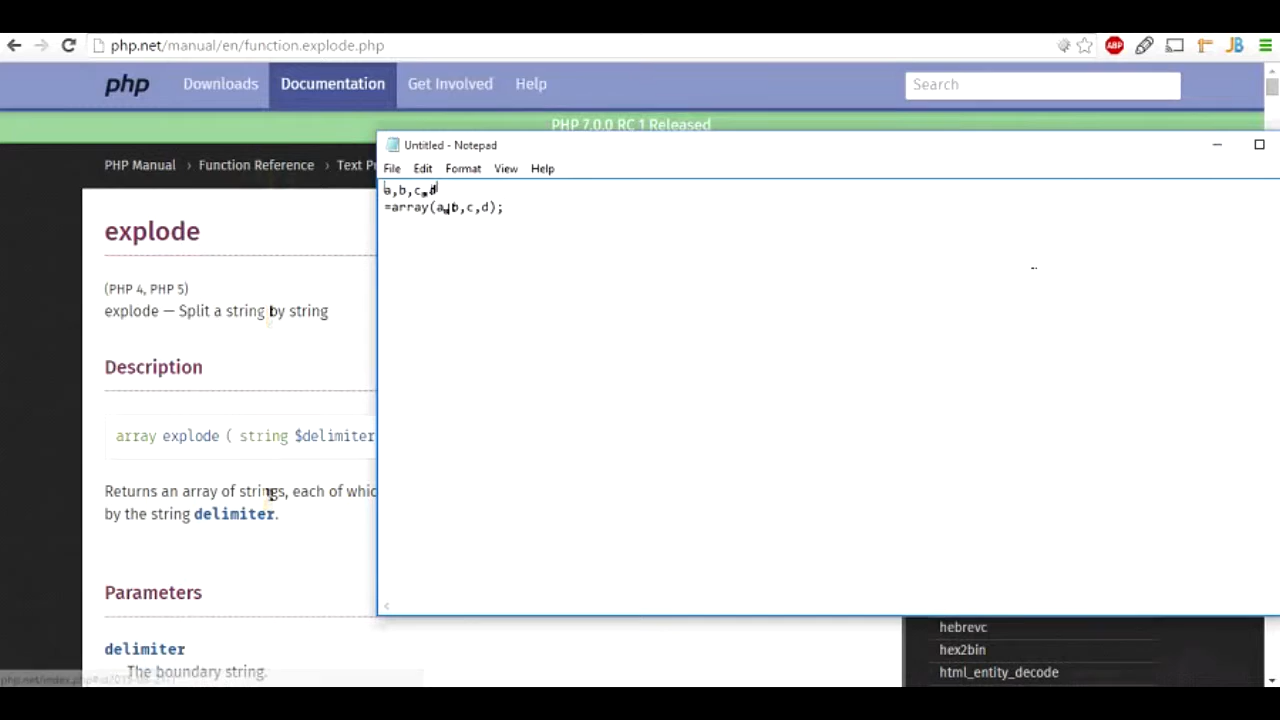 php.net/manual/en/function.explode.php
ABP
JB
php Downloads Documentation Get Involved Help
Search
PHP 7.0.0 RC 1 Released
PHP Manual › Function Reference › Text
Untitled - Notepad
File Edit Format View Help
a,b,c,d
=array(a,b,c,d);
explode
(PHP 4, PHP 5)
explode — Split a string by string
Description
array explode ( string $delimiter
Returns an array of strings, each of
by the string delimiter.
Parameters
delimiter
The boundary string.
hebrevc
hex2bin
html_entity_decode